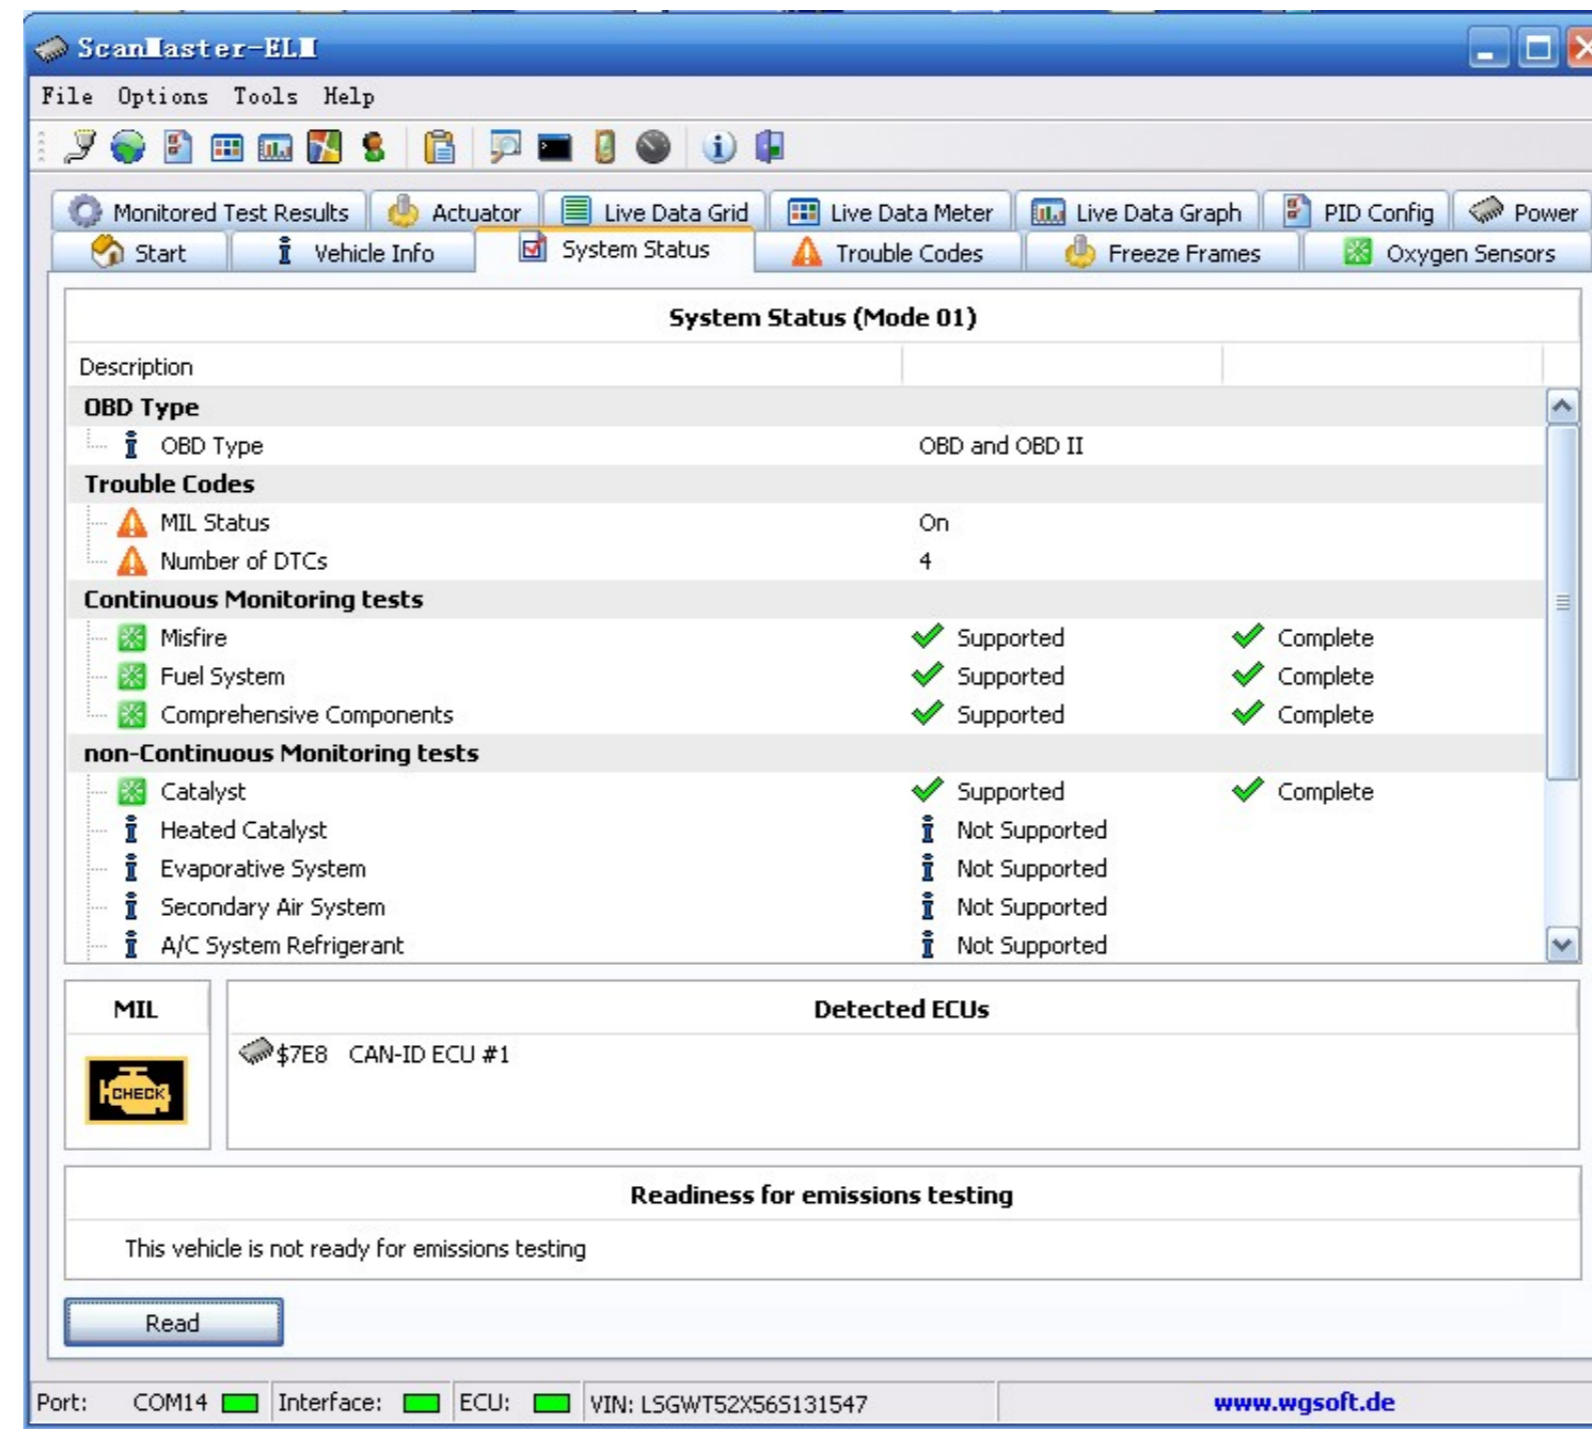 ScanMaster-ELM
File Options Tools Help
Monitored Test Results Actuator Live Data Grid Live Data Meter Live Data Graph PID Config Power
Start Vehicle Info System Status Trouble Codes Freeze Frames Oxygen Sensors
System Status (Mode 01)
Description
OBD Type
OBD Type OBD and OBD II
Trouble Codes
MIL Status On
Number of DTCs 4
Continuous Monitoring tests
Misfire Supported Complete
Fuel System Supported Complete
Comprehensive Components Supported Complete
non-Continuous Monitoring tests
Catalyst Supported Complete
Heated Catalyst Not Supported
Evaporative System Not Supported
Secondary Air System Not Supported
A/C System Refrigerant Not Supported
MIL Detected ECUs
$7E8 CAN-ID ECU #1
CHECK
Readiness for emissions testing
This vehicle is not ready for emissions testing
Read
Port: COM14 Interface: ECU: VIN: LSGWT52X56S131547 www.wgsoft.de